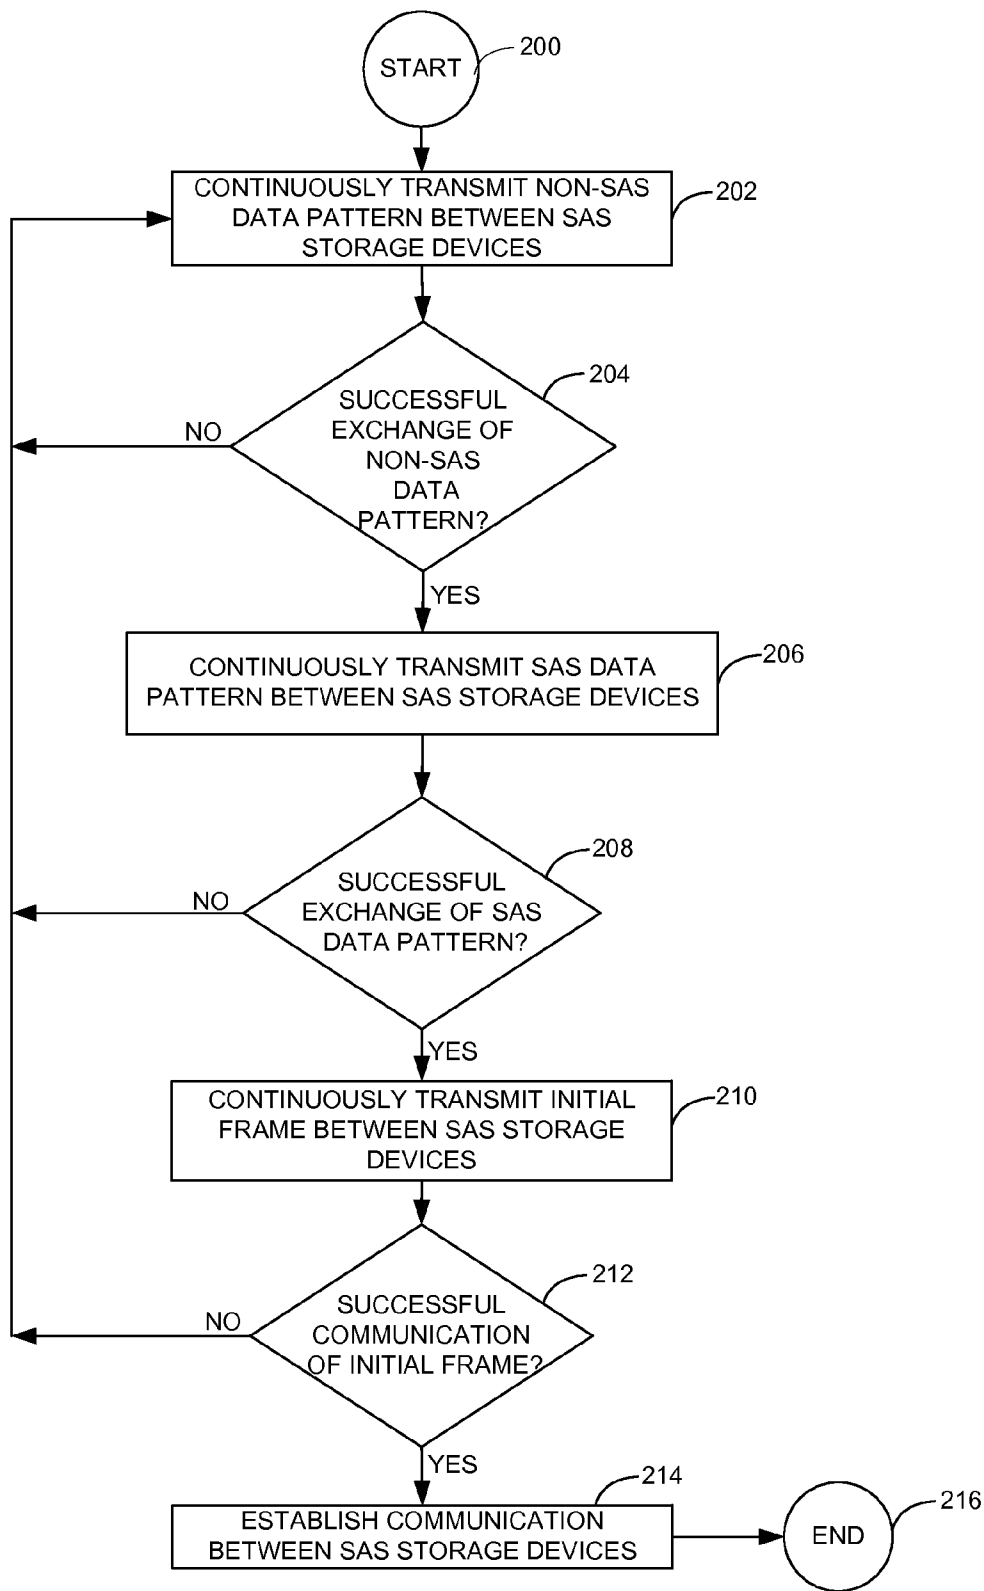 START
200
CONTINUOUSLY TRANSMIT NON-SAS
DATA PATTERN BETWEEN SAS
STORAGE DEVICES
202
SUCCESSFUL
EXCHANGE OF
NON-SAS
DATA
PATTERN?
204
NO
YES
CONTINUOUSLY TRANSMIT SAS DATA
PATTERN BETWEEN SAS STORAGE DEVICES
206
SUCCESSFUL
EXCHANGE OF SAS
DATA PATTERN?
208
NO
YES
CONTINUOUSLY TRANSMIT INITIAL
FRAME BETWEEN SAS STORAGE
DEVICES
210
SUCCESSFUL
COMMUNICATION
OF INITIAL FRAME?
212
NO
YES
ESTABLISH COMMUNICATION
BETWEEN SAS STORAGE DEVICES
214
END
216